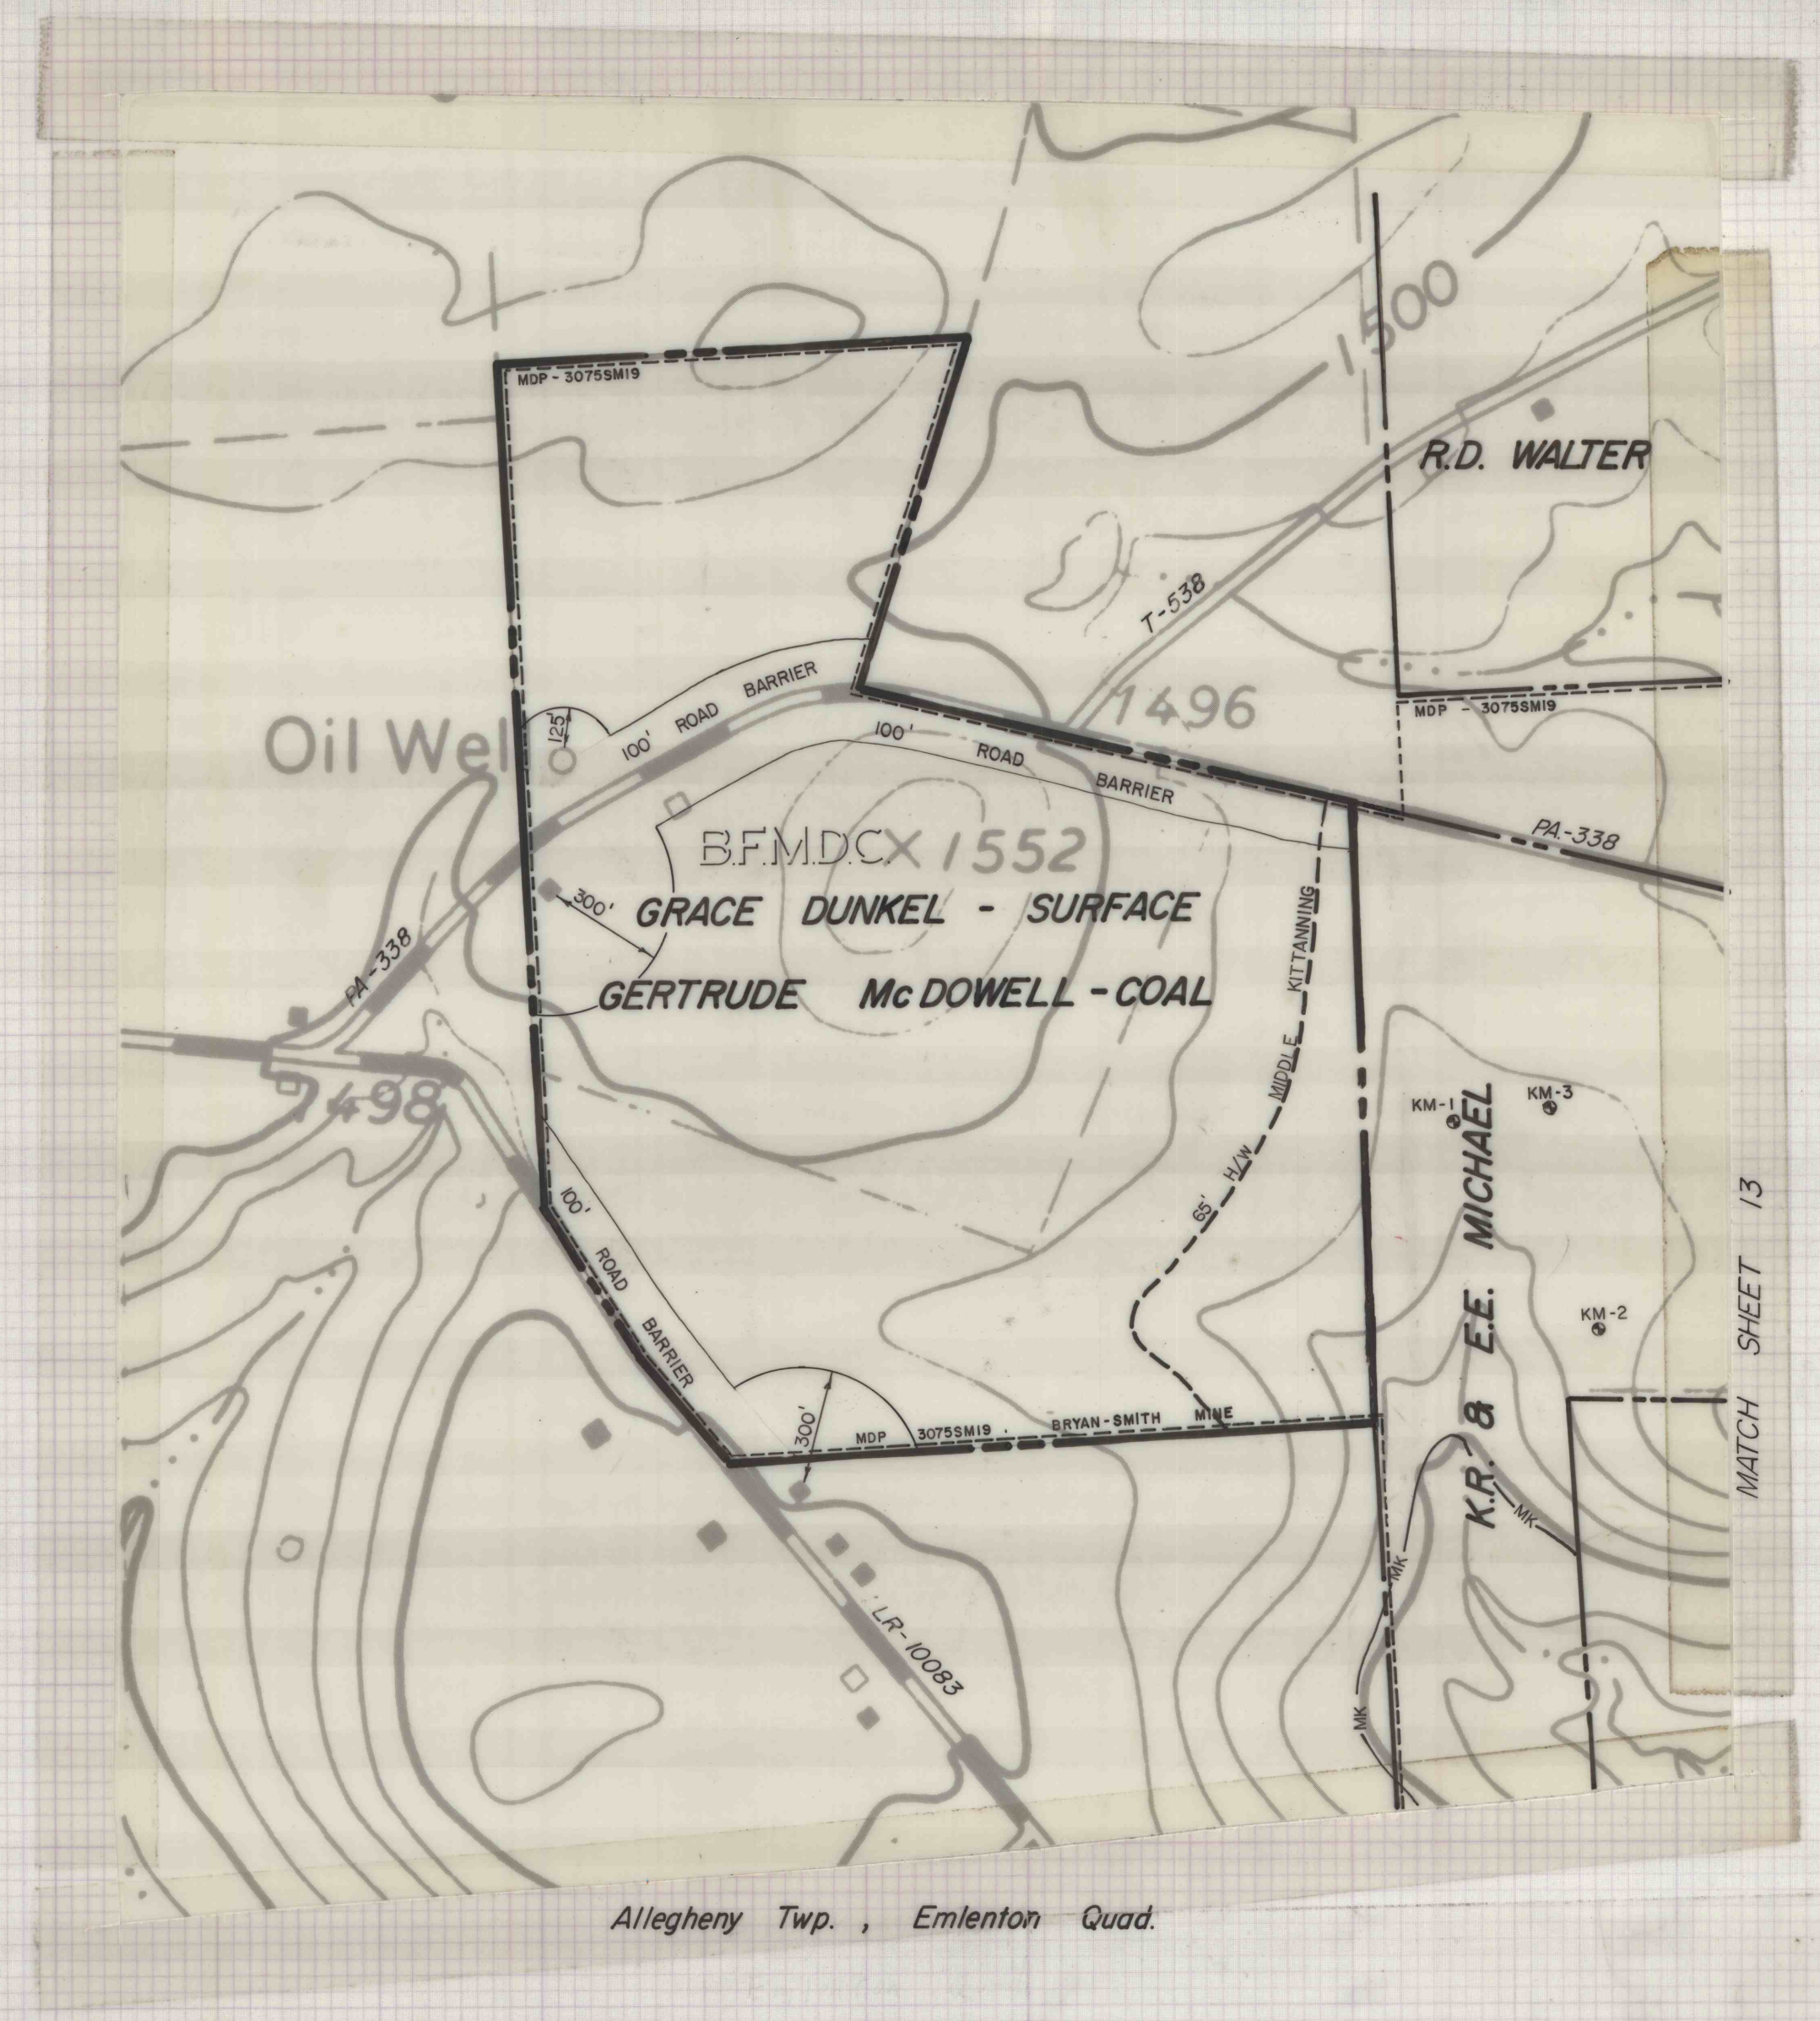 1500
MDP - 3075SM19
R.D. WALTER
T-538
100' ROAD BARRIER
125'
Oil Well
1496
MDP - 3075SM19
100' ROAD BARRIER
PA.-338
B.F.M.D.C. X 1552
300'
GRACE DUNKEL - SURFACE
GERTRUDE McDOWELL - COAL
PA-338
1498
65' H/W MIDDLE KITTANNING
KM-1
KM-3
KM-2
K.R. & E.E. MICHAEL
MATCH SHEET 13
100' ROAD BARRIER
300'
MDP 3075SM19. BRYAN-SMITH MINE
MK
MK
MK
LR-10083
Allegheny Twp., Emlenton Quad.